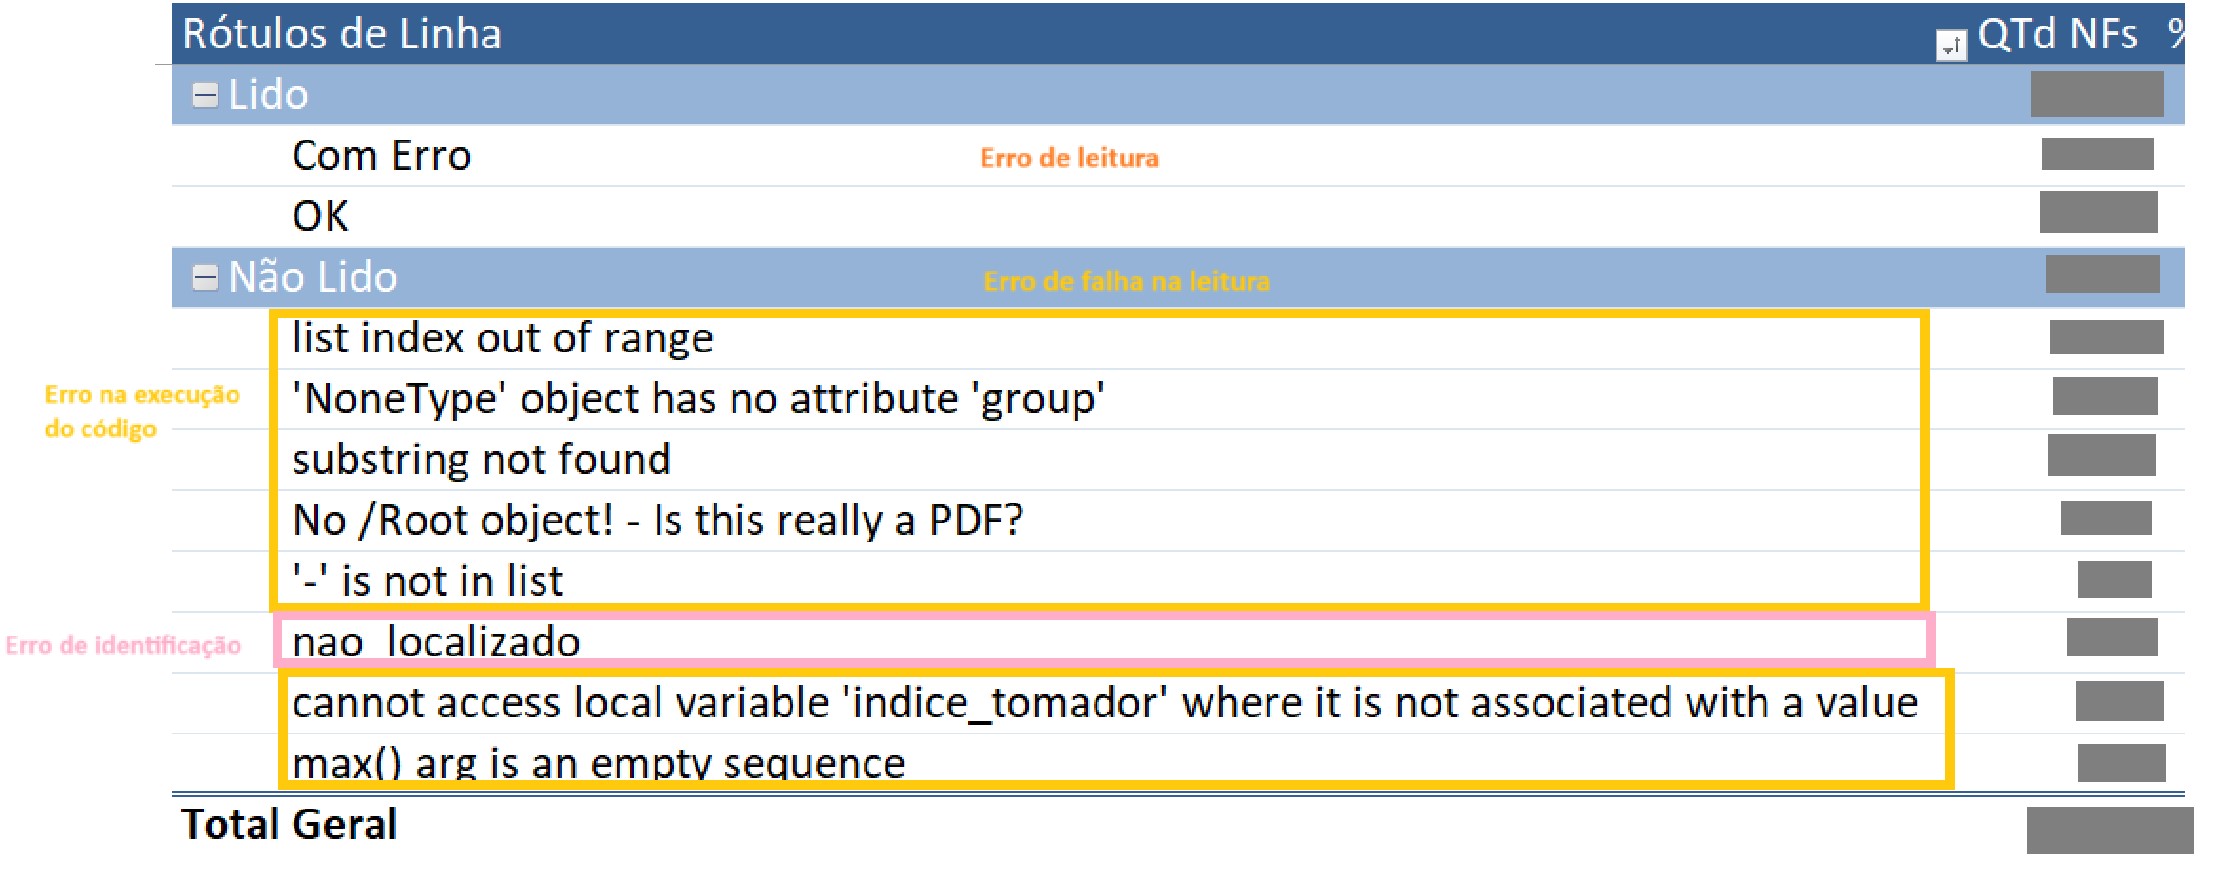 Rótulos de Linha QTd NFs %
Lido
Com Erro Erro de leitura
OK
Não Lido Erro de falha na leitura
list index out of range
Erro na execução
do código
'NoneType' object has no attribute 'group'
substring not found
No /Root object! - Is this really a PDF?
'-' is not in list
Erro de identificação nao_localizado
cannot access local variable 'indice_tomador' where it is not associated with a value
max() arg is an empty sequence
Total Geral